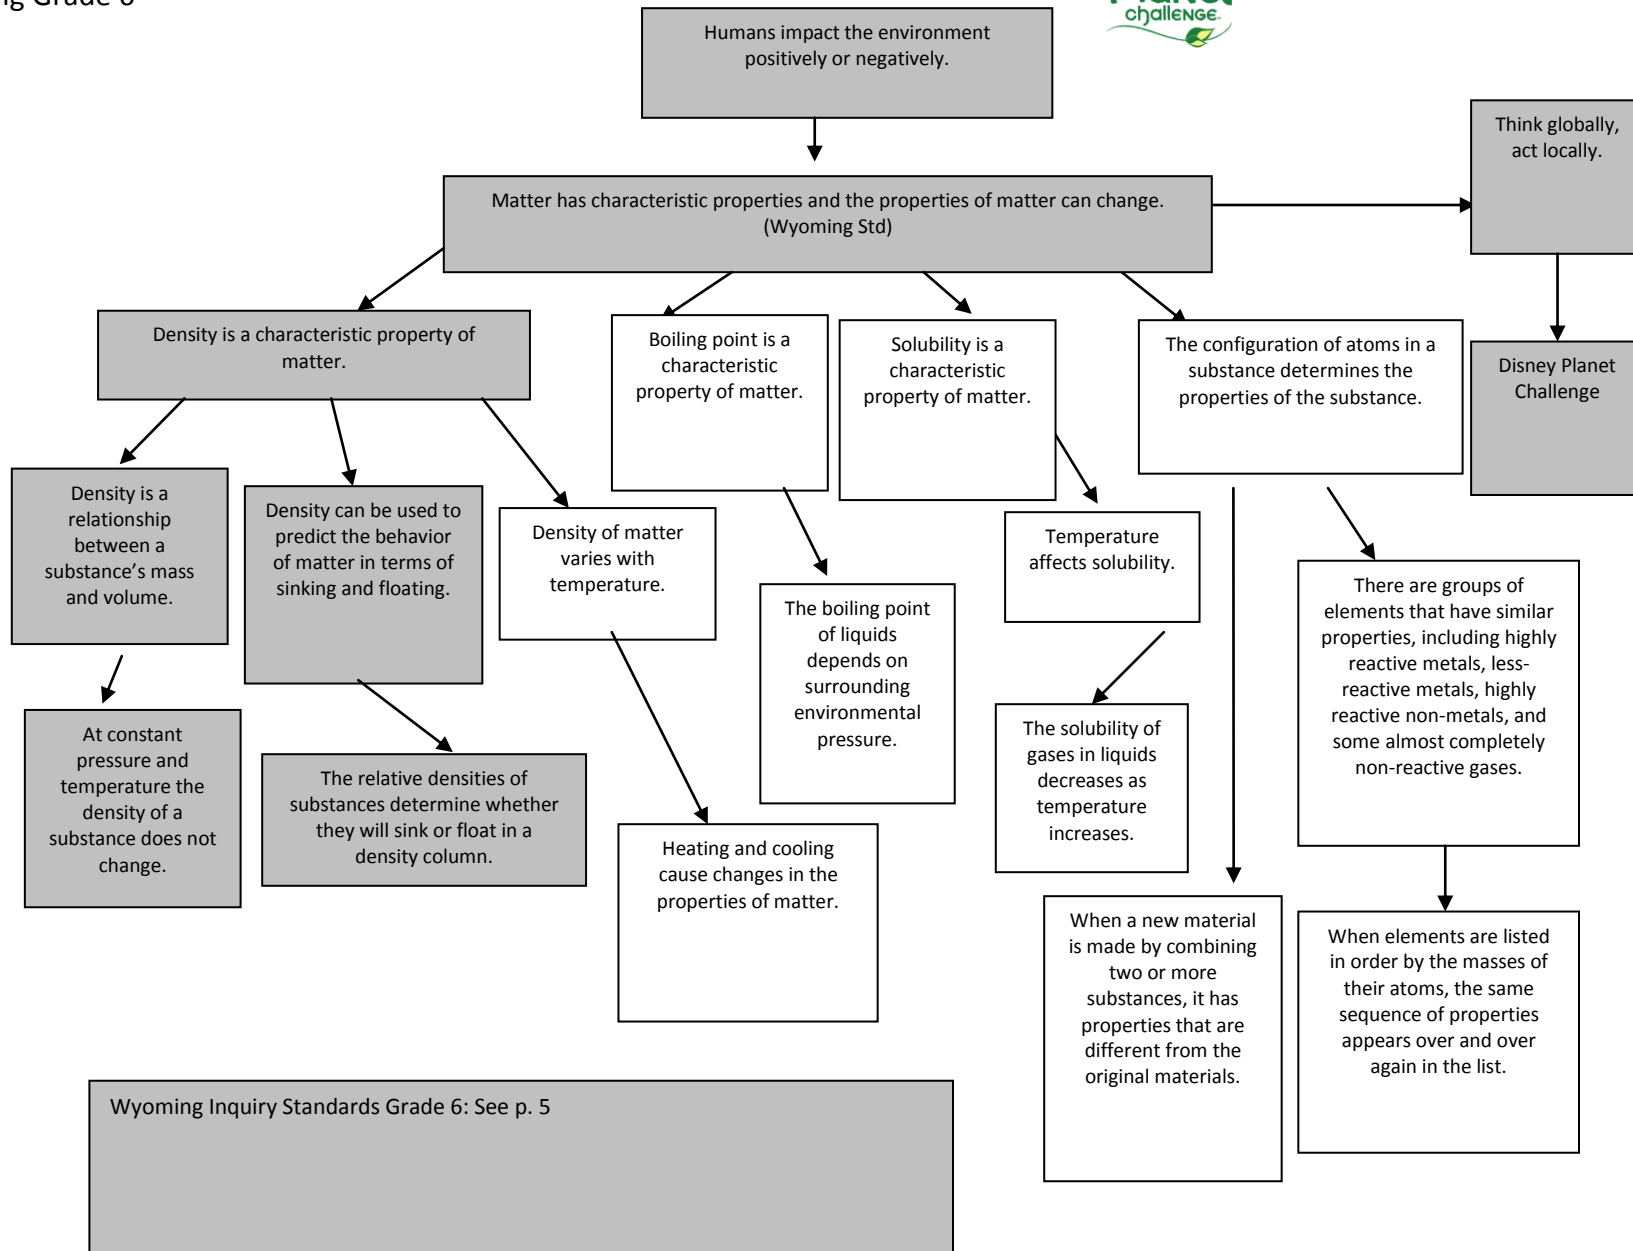 Grade 6
challenge
Humans impact the environment
positively or negatively.
Think globally,
act locally.
Matter has characteristic properties and the properties of matter can change.
(Wyoming Std)
Density is a characteristic property of
matter.
Boiling point is a
characteristic
property of matter.
Solubility is a
characteristic
property of matter.
The configuration of atoms in a
substance determines the
properties of the substance.
Disney Planet
Challenge
Density is a
relationship
between a
substance’s mass
and volume.
Density can be used to
predict the behavior
of matter in terms of
sinking and floating.
Density of matter
varies with
temperature.
Temperature
affects solubility.
The boiling point
of liquids
depends on
surrounding
environmental
pressure.
There are groups of
elements that have similar
properties, including highly
reactive metals, less-
reactive metals, highly
reactive non-metals, and
some almost completely
non-reactive gases.
At constant
pressure and
temperature the
density of a
substance does not
change.
The relative densities of
substances determine whether
they will sink or float in a
density column.
The solubility of
gases in liquids
decreases as
temperature
increases.
Heating and cooling
cause changes in the
properties of matter.
When a new material
is made by combining
two or more
substances, it has
properties that are
different from the
original materials.
When elements are listed
in order by the masses of
their atoms, the same
sequence of properties
appears over and over
again in the list.
Wyoming Inquiry Standards Grade 6: See p. 5